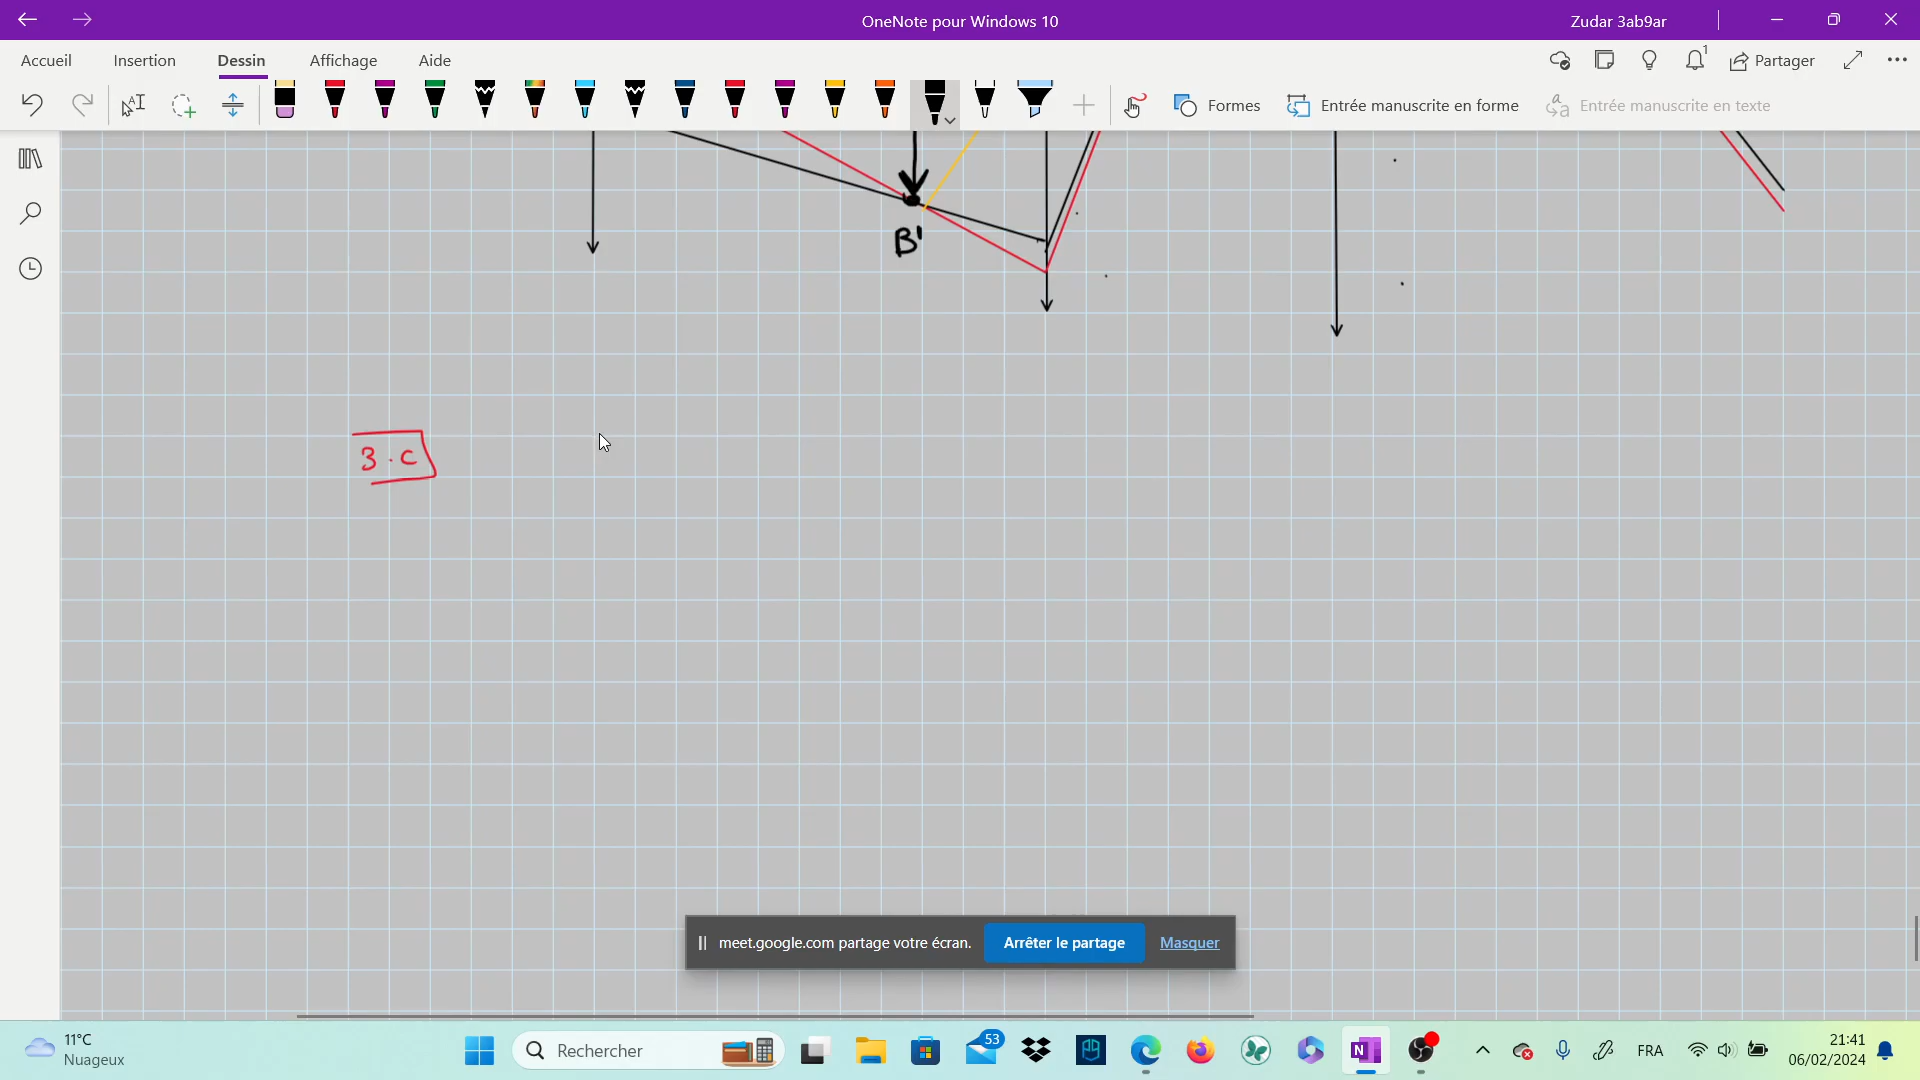 OneNote pour Windows 10
Zudar 3ab9ar
Accueil
Insertion
Dessin
Affichage
Aide
1
Partager
Formes
Entrée manuscrite en forme
Entrée manuscrite en texte
B'
3.c
meet.google.com partage votre écran.
Arrêter le partage
Masquer
11°C
Nuageux
Rechercher
53
FRA
21:41
06/02/2024